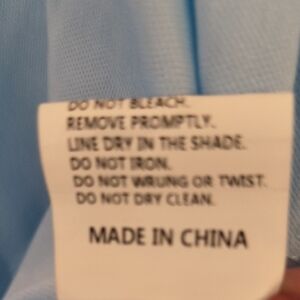 DO NOT BLEACH.
REMOVE PROMPTLY.
LINE DRY IN THE SHADE.
DO NOT IRON.
DO NOT WRUNG OR TWIST.
DO NOT DRY CLEAN.
MADE IN CHINA